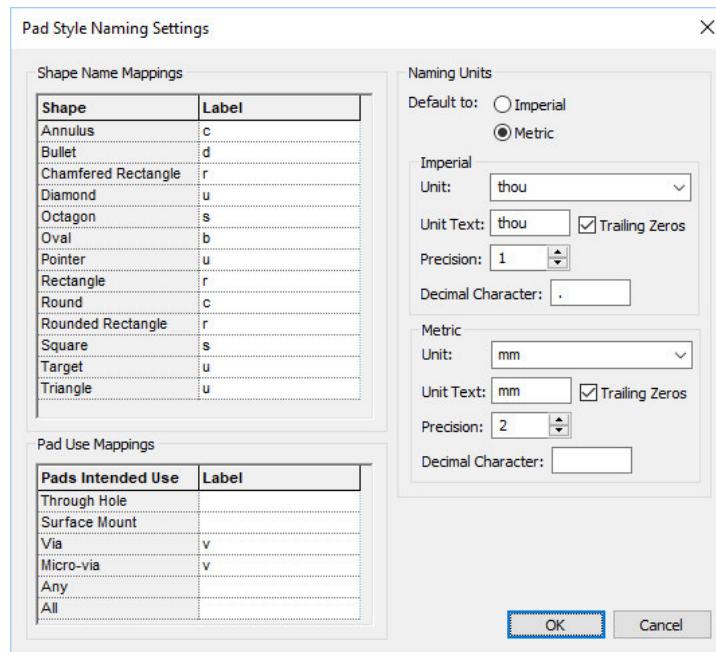 Pad Style Naming Settings
Shape Name Mappings
Shape Label
Annulus c
Bullet d
Chamfered Rectangle r
Diamond u
Octagon s
Oval b
Pointer u
Rectangle r
Round c
Rounded Rectangle r
Square s
Target u
Triangle u
Pad Use Mappings
Pads Intended Use Label
Through Hole
Surface Mount
Via v
Micro-via v
Any
All
Naming Units
Default to: Imperial
Metric
Imperial
Unit: thou
Unit Text: thou Trailing Zeros
Precision: 1
Decimal Character: .
Metric
Unit: mm
Unit Text: mm Trailing Zeros
Precision: 2
Decimal Character:
OK Cancel